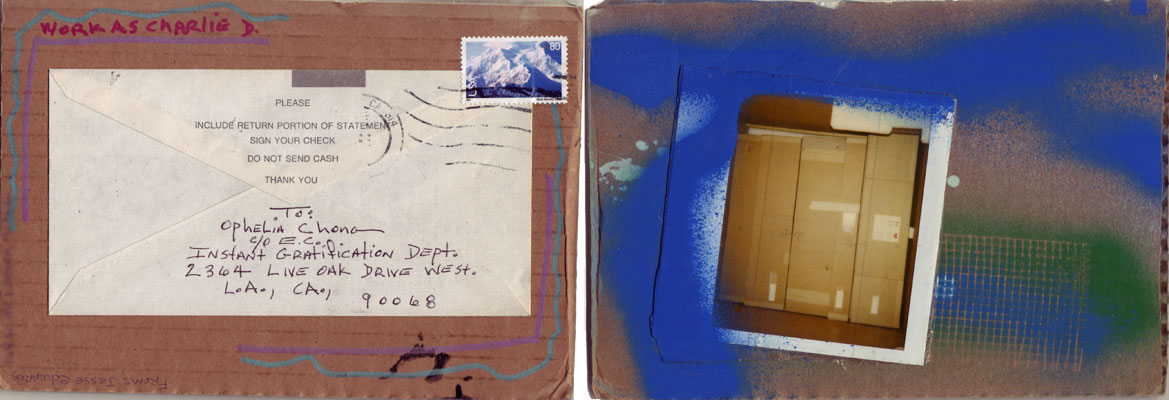 WORK AS CHARLIE D.
80
USA
PLEASE
INCLUDE RETURN PORTION OF STATEMENT
SIGN YOUR CHECK
DO NOT SEND CASH
THANK YOU
To:
OPHELIA CHONG
c/o E.C.
INSTANT GRATIFICATION DEPT.
2364 LIVE OAK DRIVE WEST.
L.A., CA.,
90068
FROM: JESSE EDWARDS